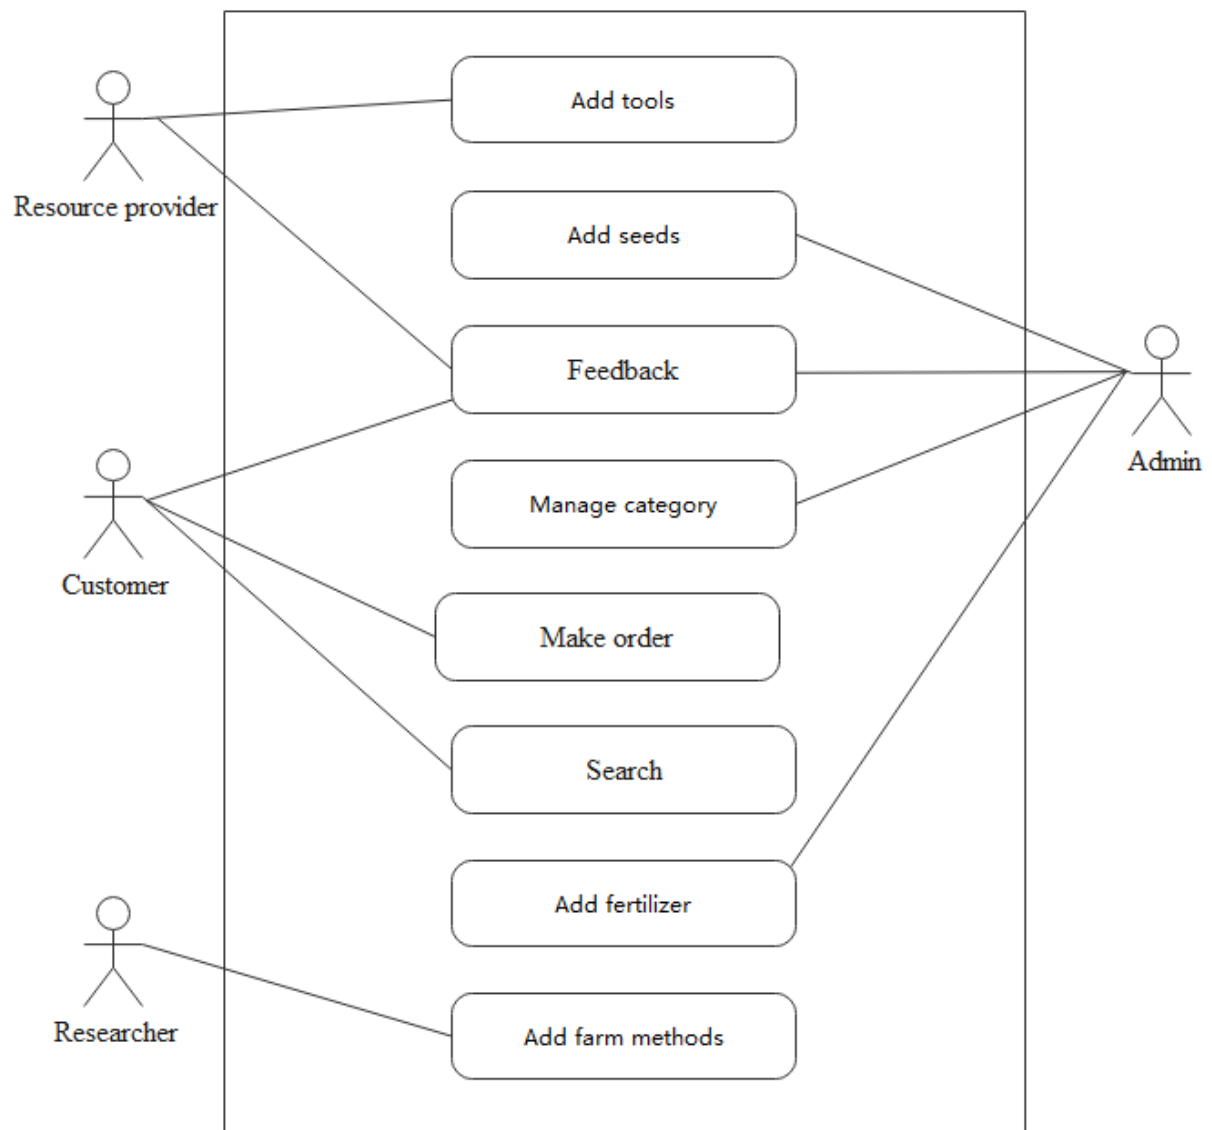 Add tools
Resource provider
Add seeds
Feedback
Admin
Manage category
Customer
Make order
Search
Add fertilizer
Researcher
Add farm methods